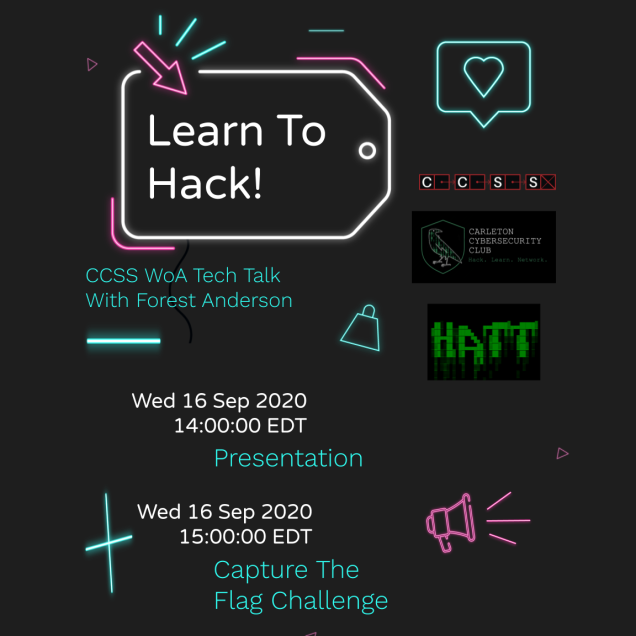 Learn To
Hack!
CCSS WoA Tech Talk
With Forest Anderson
CCSS
CARLETON
CYBERSECURITY
CLUB
Hack. Learn. Network.
HATT
Wed 16 Sep 2020
14:00:00 EDT
Presentation
Wed 16 Sep 2020
15:00:00 EDT
Capture The
Flag Challenge